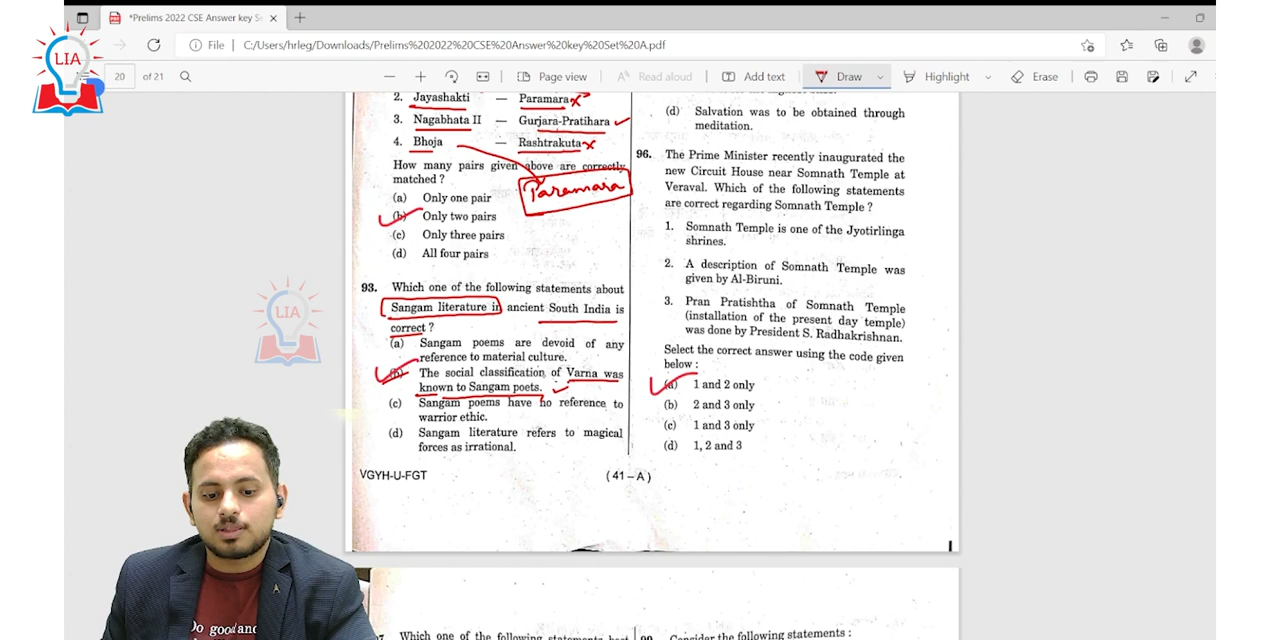 LIA
*Prelims 2022 CSE Answer key Se
File | C:/Users/hrleg/Downloads/Prelims%202022%20CSE%20Answer%20key%20Set%20A.pdf
20 of 21
Page view
Read aloud
Add text
Draw
Highlight
Erase
2. Jayashakti — Paramara x
3. Nagabhata II — Gurjara-Pratihara
4. Bhoja — Rashtrakuta x
How many pairs given above are correctly
matched ?
Paramara
(a) Only one pair
(b) Only two pairs
(c) Only three pairs
(d) All four pairs
93. Which one of the following statements about
Sangam literature in ancient South India is
correct ?
(a) Sangam poems are devoid of any
reference to material culture.
(b) The social classification of Varna was
known to Sangam poets.
(c) Sangam poems have no reference to
warrior ethic.
(d) Sangam literature refers to magical
forces as irrational.
VGYH-U-FGT
( 41 – A )
(d) Salvation was to be obtained through
meditation.
96. The Prime Minister recently inaugurated the
new Circuit House near Somnath Temple at
Veraval. Which of the following statements
are correct regarding Somnath Temple ?
1. Somnath Temple is one of the Jyotirlinga
shrines.
2. A description of Somnath Temple was
given by Al-Biruni.
3. Pran Pratishtha of Somnath Temple
(installation of the present day temple)
was done by President S. Radhakrishnan.
Select the correct answer using the code given
below :
(a) 1 and 2 only
(b) 2 and 3 only
(c) 1 and 3 only
(d) 1, 2 and 3
LIA
Do good and
Which one of the following statements best
Consider the following statements :